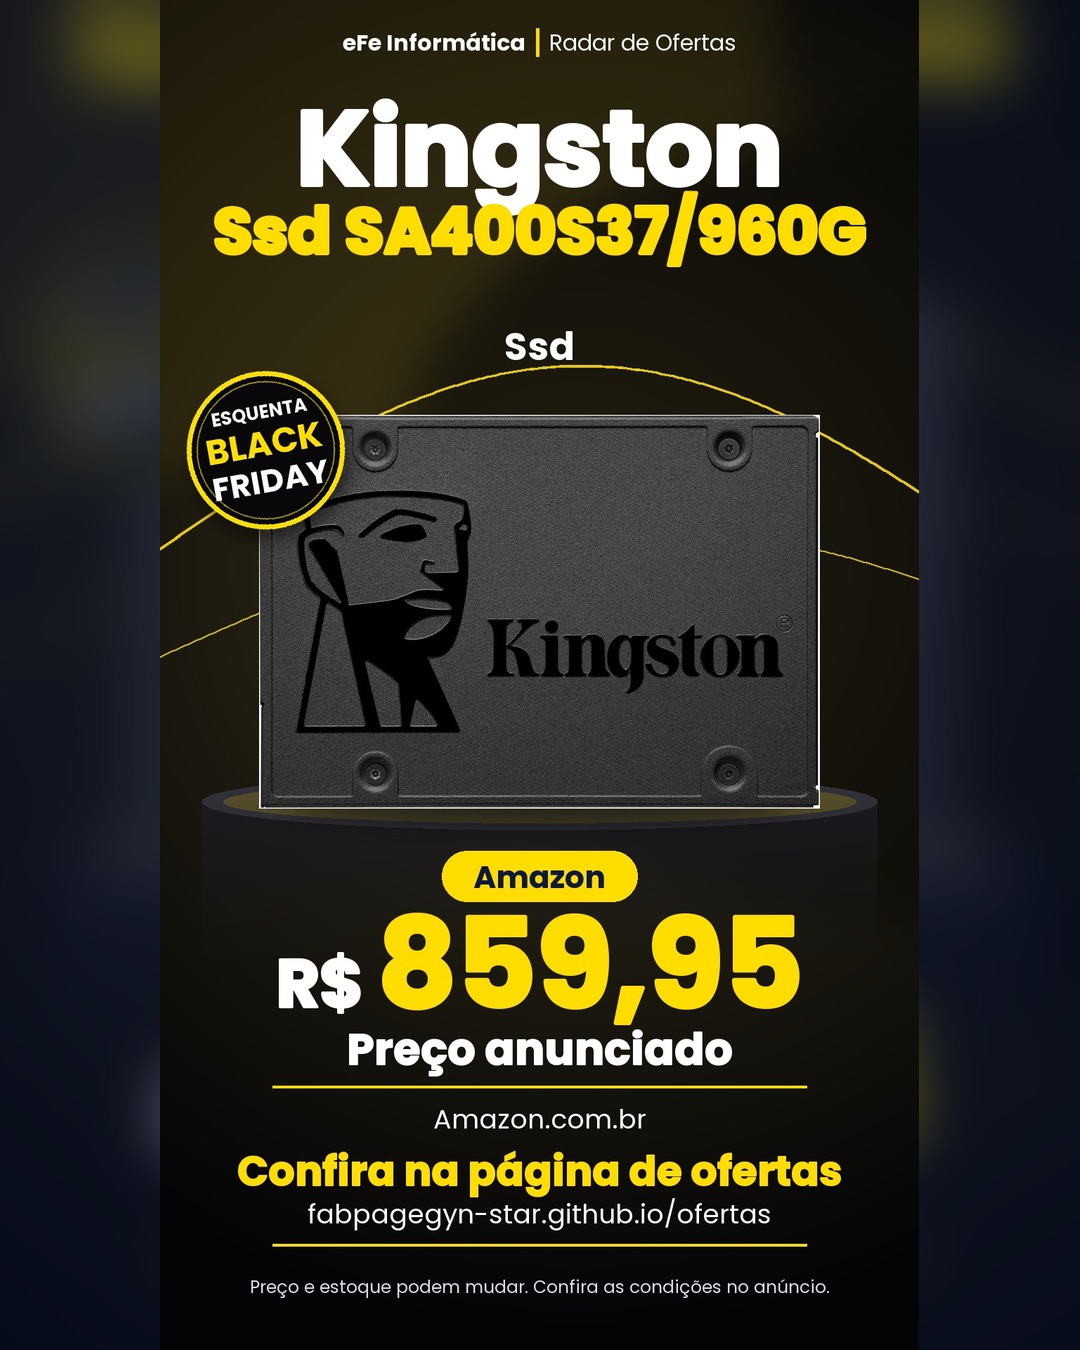 eFe Informática | Radar de Ofertas
Kingston
Ssd SA400S37/960G
Ssd
ESQUENTA
BLACK
FRIDAY
Kingston®
Amazon
R$ 859,95
Preço anunciado
Amazon.com.br
Confira na página de ofertas
fabpagegyn-star.github.io/ofertas
Preço e estoque podem mudar. Confira as condições no anúncio.